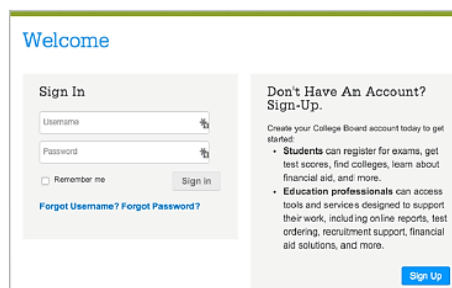 Welcome
Sign In
Username
Password
Remember me
Sign in
Forgot Username? Forgot Password?
Don't Have An Account?
Sign-Up.
Create your College Board account today to get
started:
• Students can register for exams, get
test scores, find colleges, learn about
financial aid, and more.
• Education professionals can access
tools and services designed to support
their work, including online reports, test
ordering, recruitment support, financial
aid solutions, and more.
Sign Up